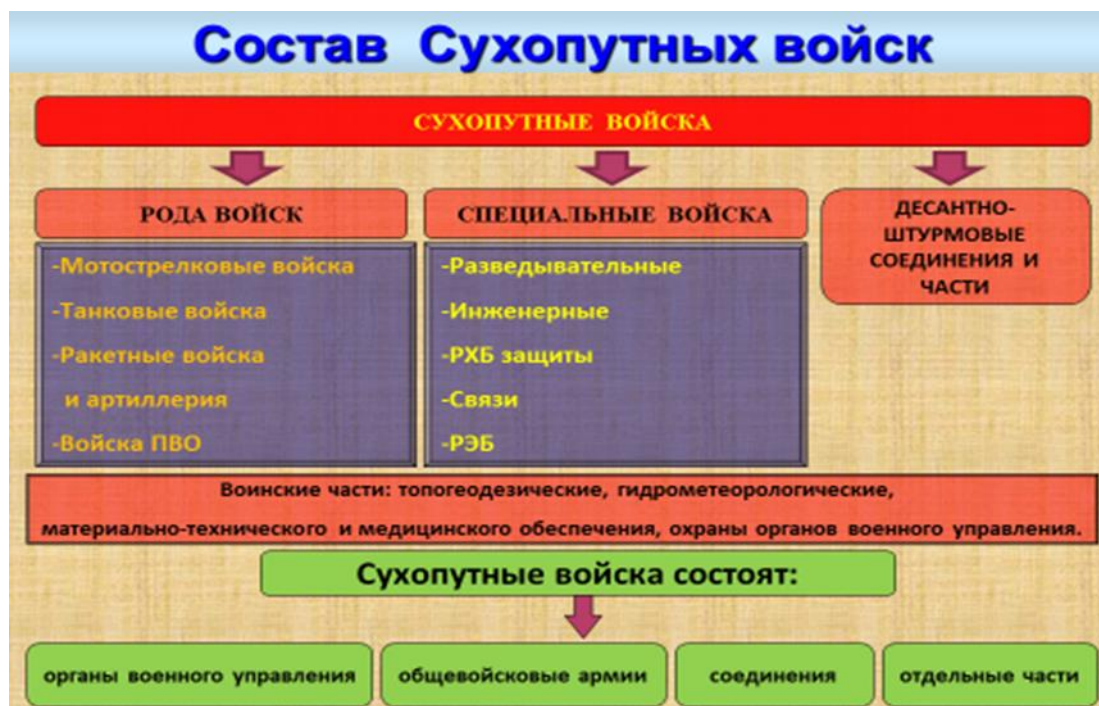 Состав Сухопутных войск
СУХОПУТНЫЕ ВОЙСКА
РОДА ВОЙСК
-Мотострелковые войска
-Танковые войска
-Ракетные войска
и артиллерия
-Войска ПВО
СПЕЦИАЛЬНЫЕ ВОЙСКА
-Разведывательные
-Инженерные
-РХБ защиты
-Связи
-РЭБ
ДЕСАНТНО-
ШТУРМОВЫЕ
СОЕДИНЕНИЯ И
ЧАСТИ
Воинские части: топогеодезические, гидрометеорологические,
материально-технического и медицинского обеспечения, охраны органов военного управления.
Сухопутные войска состоят:
органы военного управления
общевойсковые армии
соединения
отдельные части